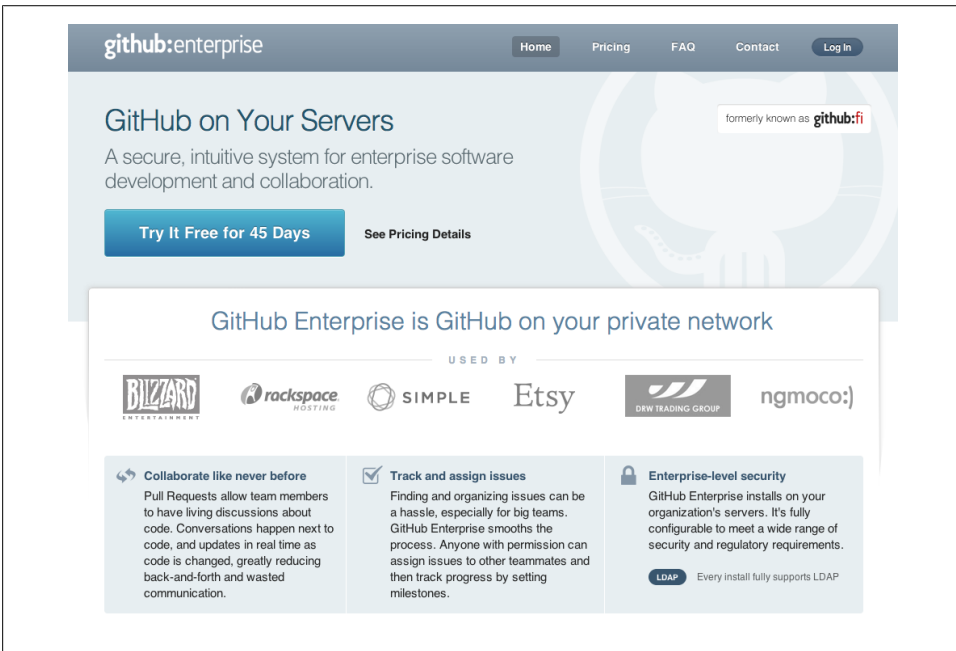 github:enterprise
Home Pricing FAQ Contact Log In
GitHub on Your Servers
formerly known as github:fi
A secure, intuitive system for enterprise software
development and collaboration.
Try It Free for 45 Days See Pricing Details
GitHub Enterprise is GitHub on your private network
USED BY
BLIZZARD
ENTERTAINMENT
rackspace.
HOSTING
SIMPLE
Etsy
DRW TRADING GROUP
ngmoco:)
Collaborate like never before
Pull Requests allow team members
to have living discussions about
code. Conversations happen next to
code, and updates in real time as
code is changed, greatly reducing
back-and-forth and wasted
communication.
Track and assign issues
Finding and organizing issues can be
a hassle, especially for big teams.
GitHub Enterprise smooths the
process. Anyone with permission can
assign issues to other teammates and
then track progress by setting
milestones.
Enterprise-level security
GitHub Enterprise installs on your
organization's servers. It's fully
configurable to meet a wide range of
security and regulatory requirements.
LDAP Every install fully supports LDAP